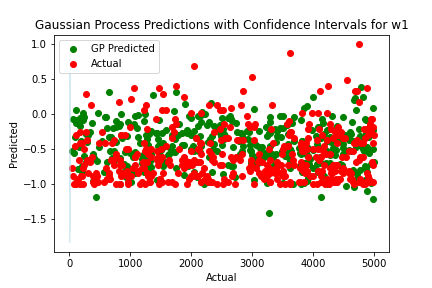 Gaussian Process Predictions with Confidence Intervals for w1
GP Predicted
Actual
1.0
0.5
0.0
−0.5
−1.0
−1.5
Predicted
0
1000
2000
3000
4000
5000
Actual